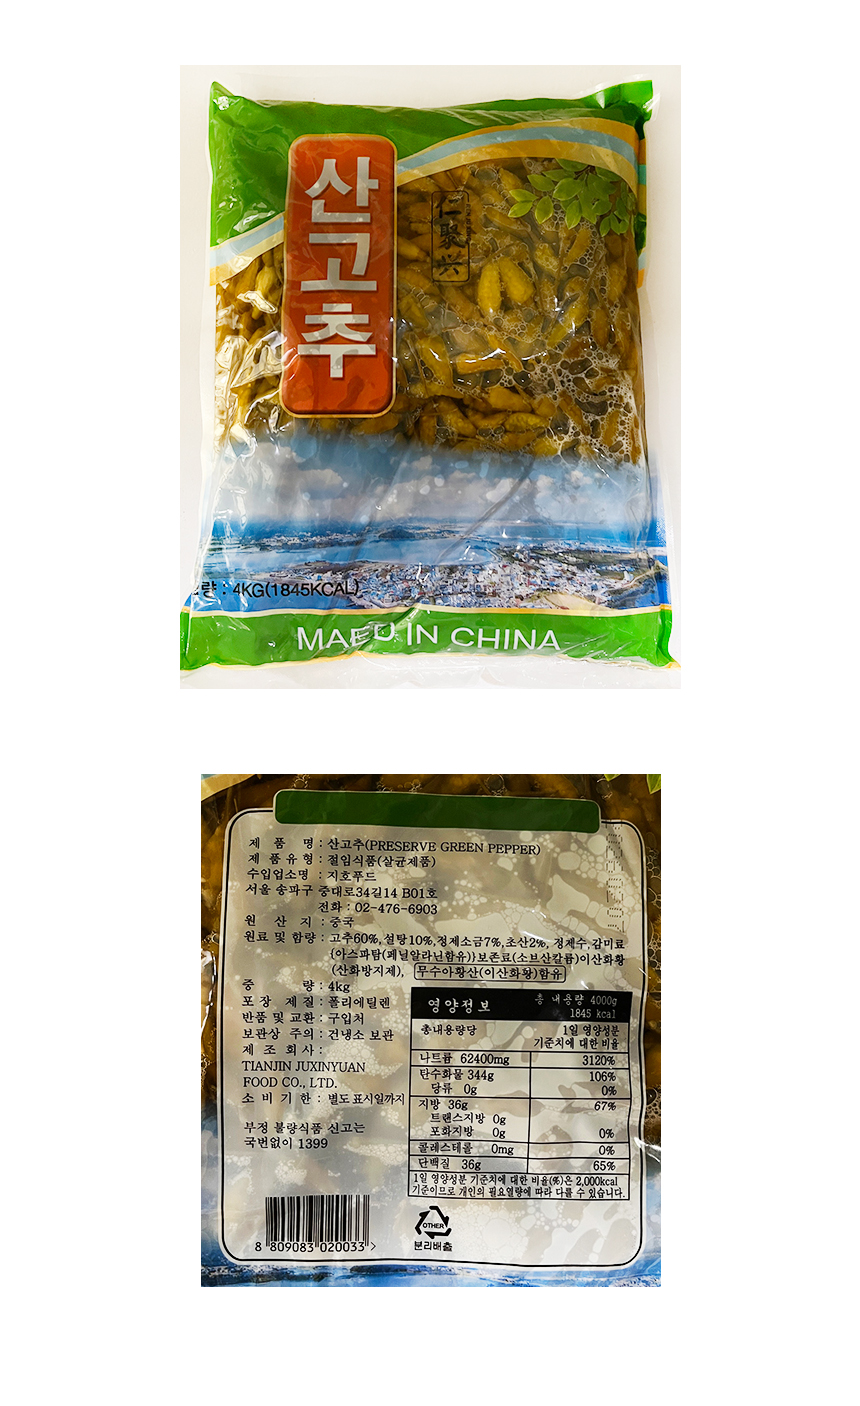 산고추
仁聚兴
량 : 4KG(1845KCAL)
MAED IN CHINA
제 품 명 : 산고추(PRESERVE GREEN PEPPER)
제 품 유 형 : 절임식품(살균제품)
수입업소명 : 지호푸드
서울 송파구 중대로34길14 B01호
전화 : 02-476-6903
원 산 지 : 중국
원료 및 함량 : 고추60%,설탕10%,정제소금7%,초산2%, 정제수,감미료
{아스파탐(페닐알라닌함유)}보존료(소브산칼륨)이산화황
(산화방지제), 무수아황산(이산화황)함유
중 량 : 4kg
포 장 재 질 : 폴리에틸렌
반품 및 교환 : 구입처
보관상 주의 : 건냉소 보관
제 조 회 사 :
TIANJIN JUXINYUAN
FOOD CO., LTD.
소 비 기 한 : 별도표시일까지
부정 불량식품 신고는
국번없이 1399
영양정보
총 내용량 4000g
1845 kcal
총내용량당 1일 영양성분
기준치에 대한 비율
나트륨 62400mg 3120%
탄수화물 344g 106%
당류 0g 0%
지방 36g 67%
트랜스지방 0g
포화지방 0g 0%
콜레스테롤 0mg 0%
단백질 36g 65%
1일 영양성분 기준치에 대한 비율(%)은 2,000kcal
기준이므로 개인의 필요열량에 따라 다를 수 있습니다.
8 809083 020033 >
OTHER
분리배출